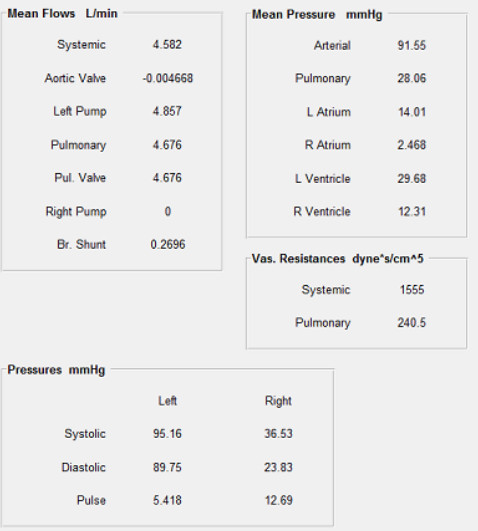 Mean Flows L/min
Systemic 4.582
Aortic Valve -0.004668
Left Pump 4.857
Pulmonary 4.676
Pul. Valve 4.676
Right Pump 0
Br. Shunt 0.2696
Mean Pressure mmHg
Arterial 91.55
Pulmonary 28.06
L Atrium 14.01
R Atrium 2.468
L Ventricle 29.68
R Ventricle 12.31
Vas. Resistances dyne*s/cm^5
Systemic 1555
Pulmonary 240.5
Pressures mmHg
Left Right
Systolic 95.16 36.53
Diastolic 89.75 23.83
Pulse 5.418 12.69